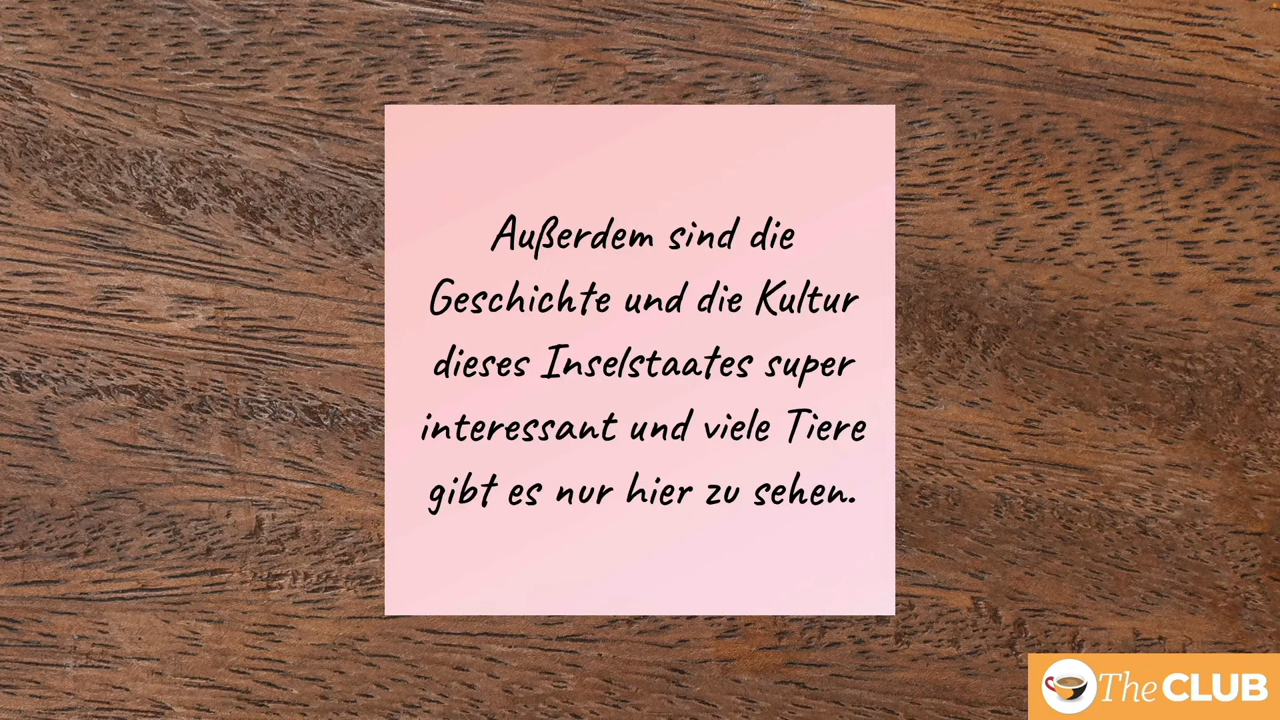 Außerdem sind die
Geschichte und die Kultur
dieses Inselstaates super
interessant und viele Tiere
gibt es nur hier zu sehen.
The CLUB